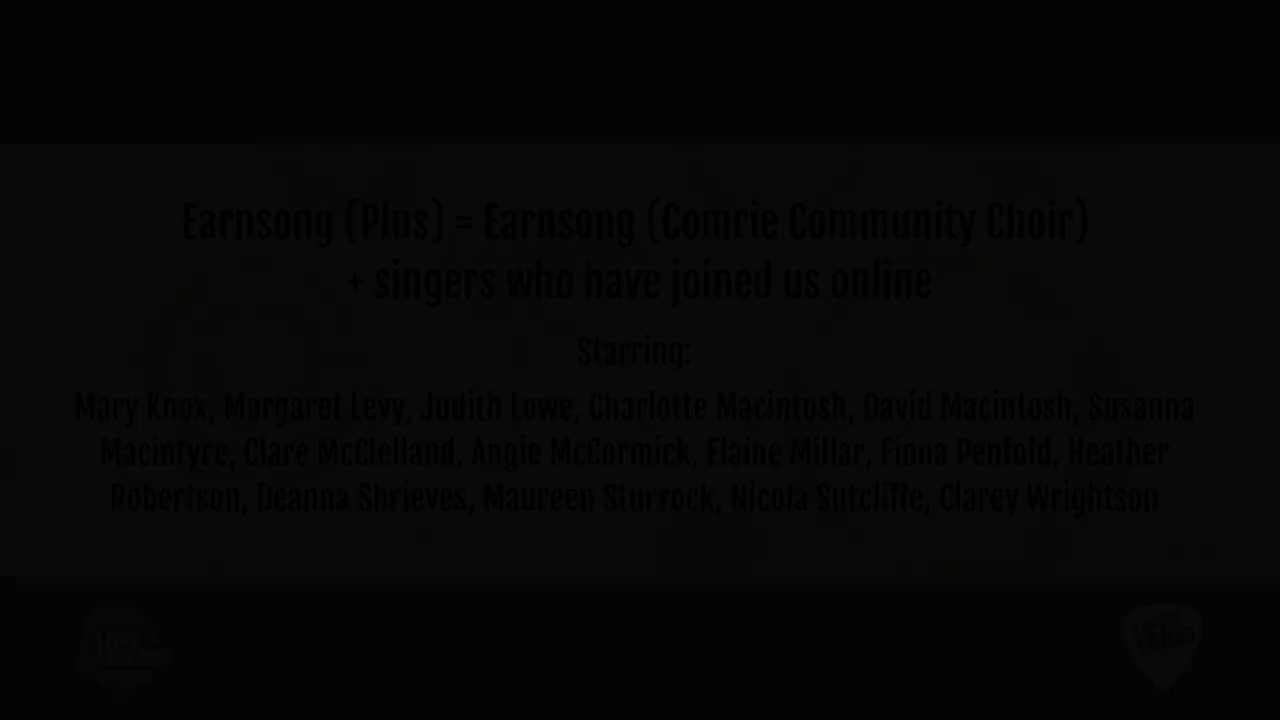 Earnsong (Plus) = Earnsong (Comrie Community Choir)
+ singers who have joined us online
Starring:
Mary Knox, Margaret Levy, Judith Lowe, Charlotte Macintosh, David Macintosh, Susanna
Macintyre, Clare McClelland, Angie McCormick, Elaine Millar, Fiona Penfold, Heather
Robertson, Deanna Shrieves, Maureen Sturrock, Nicola Sutcliffe, Clarey Wrightson